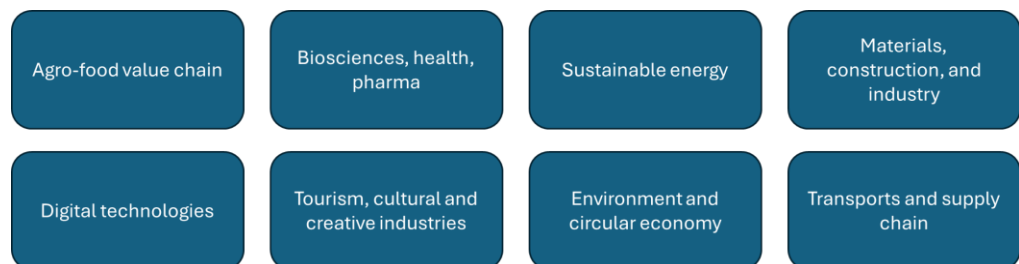 Agro-food value chain
Biosciences, health,
pharma
Sustainable energy
Materials,
construction, and
industry
Digital technologies
Tourism, cultural and
creative industries
Environment and
circular economy
Transports and supply
chain